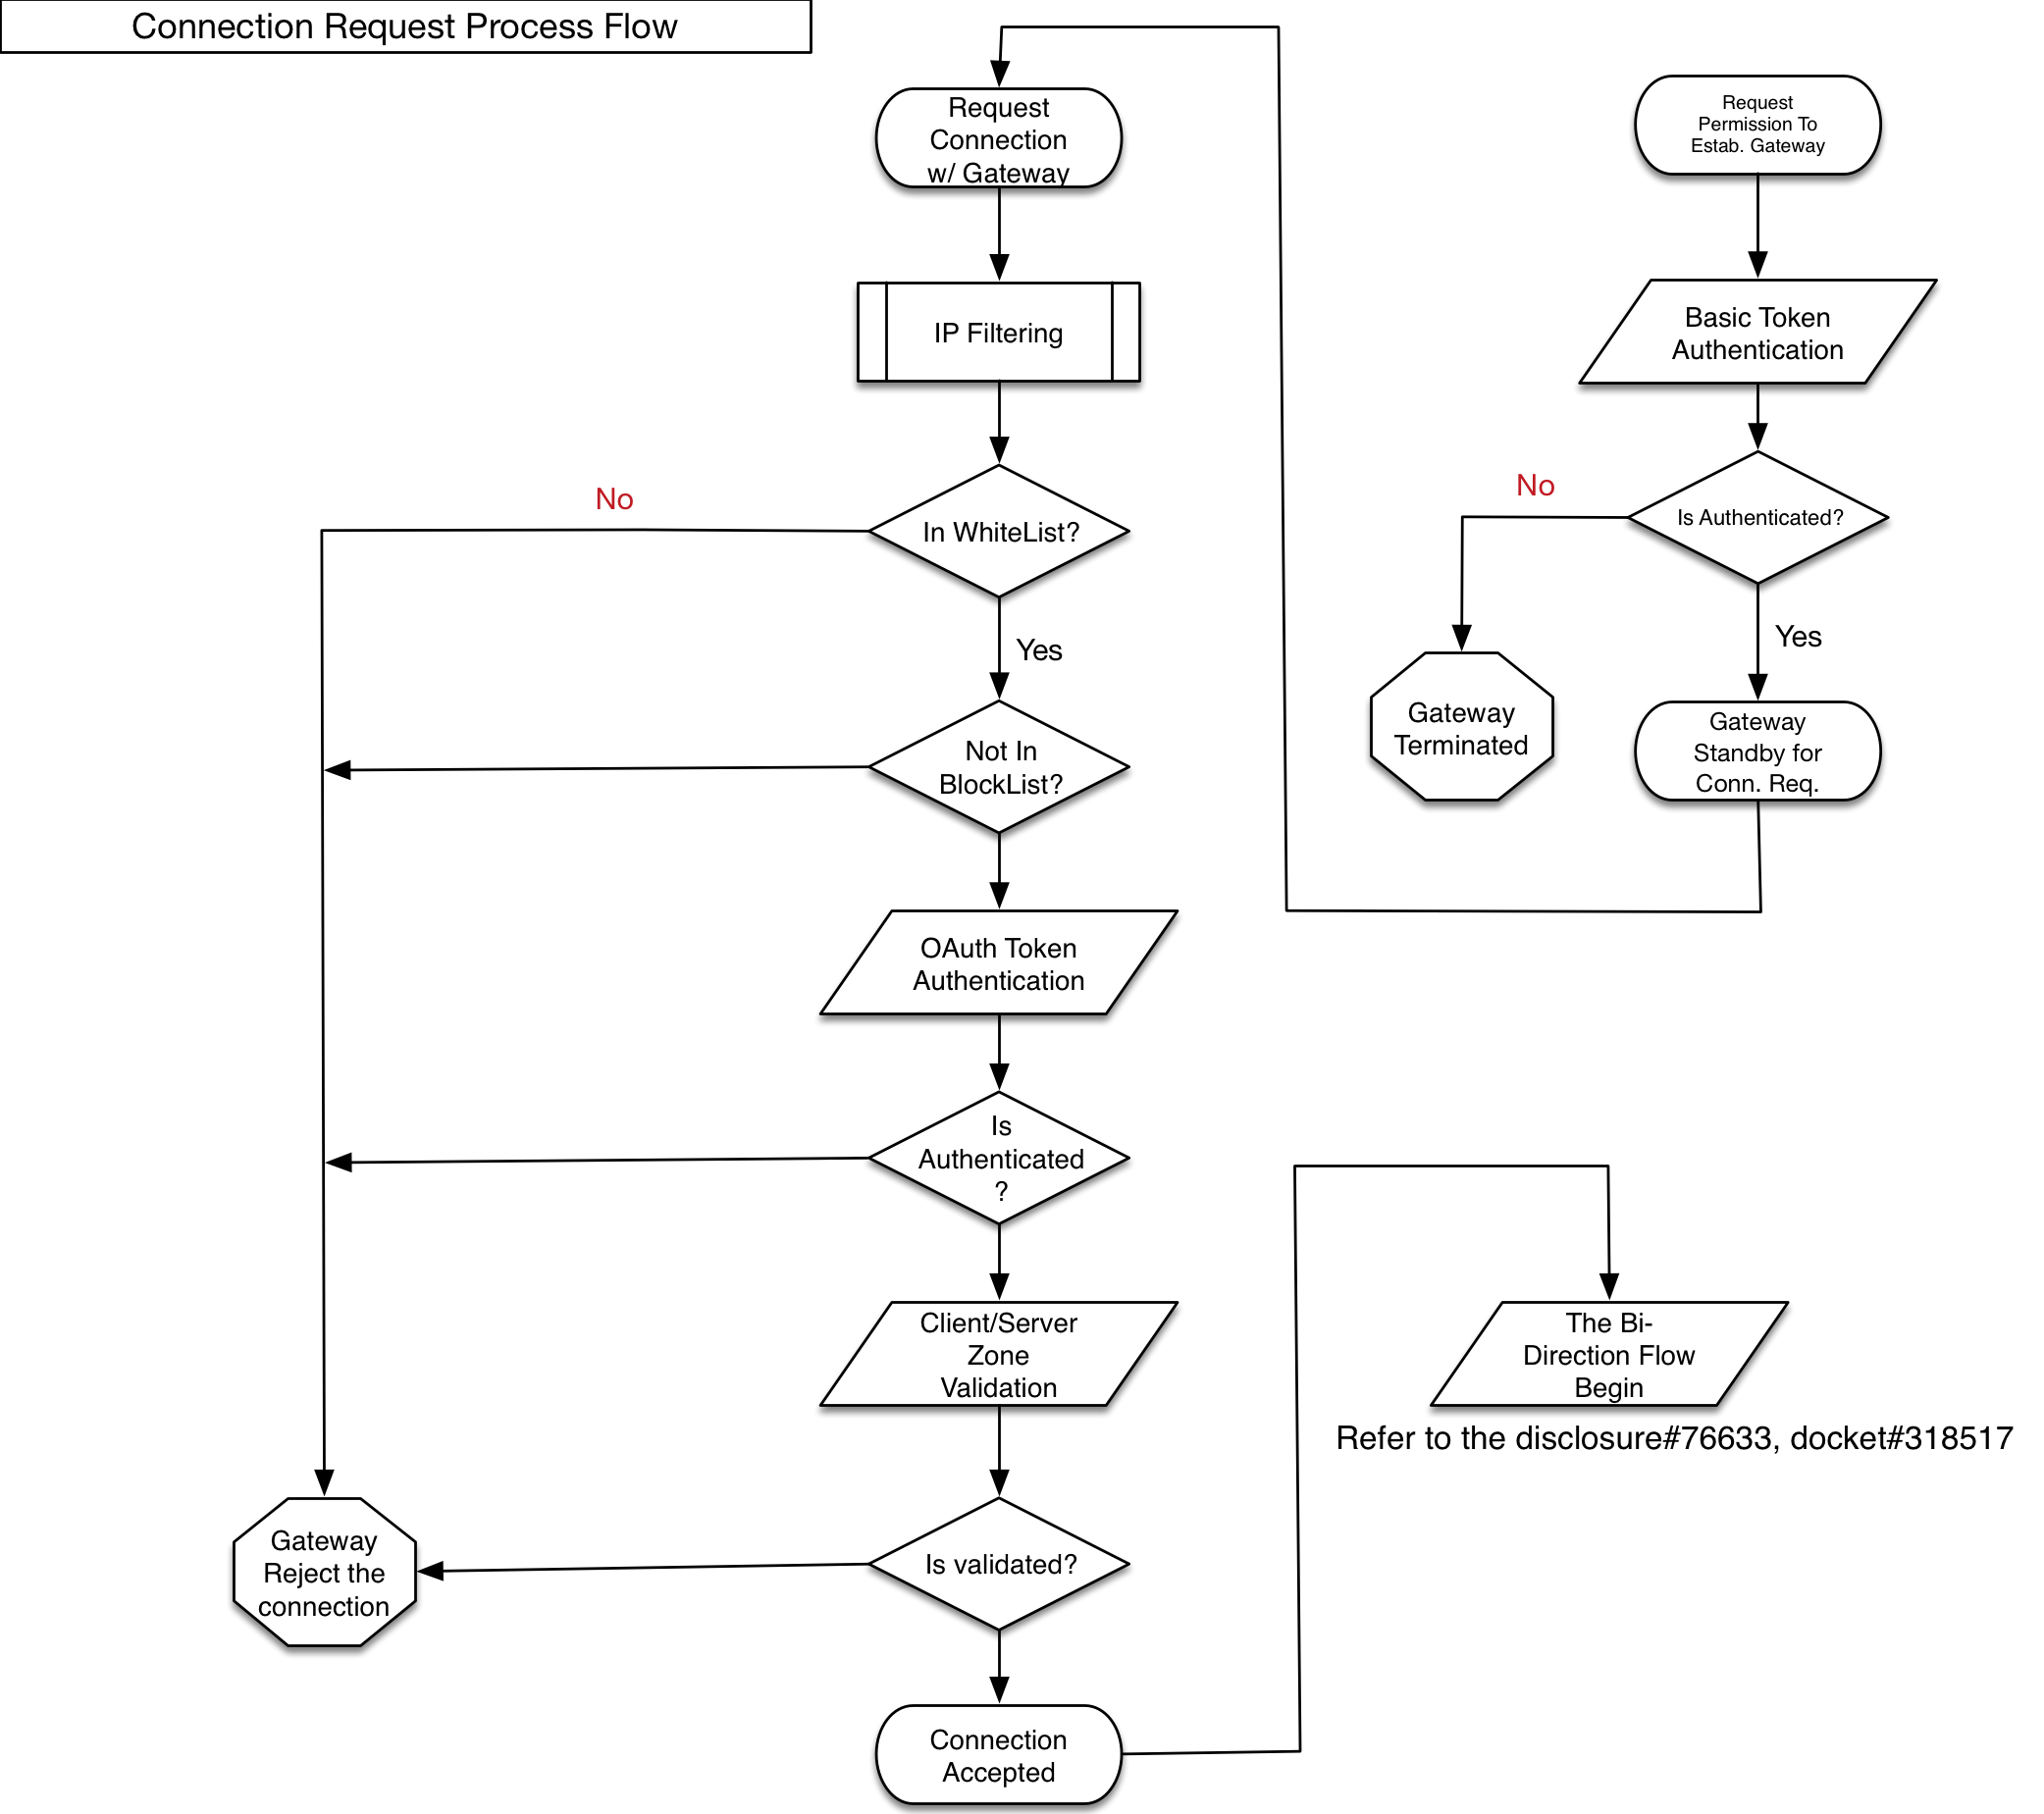 Connection Request Process Flow
Request
Connection
w/ Gateway
IP Filtering
In WhiteList?
No
Yes
Not In
BlockList?
OAuth Token
Authentication
Is
Authenticated
?
Client/Server
Zone
Validation
Is validated?
Gateway
Reject the
connection
Connection
Accepted
Request
Permission To
Estab. Gateway
Basic Token
Authentication
Is Authenticated?
No
Yes
Gateway
Terminated
Gateway
Standby for
Conn. Req.
The Bi-
Direction Flow
Begin
Refer to the disclosure#76633, docket#318517